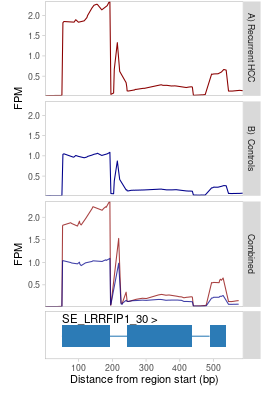 2.0
1.5
1.0
0.5
A) Recurrent HCC
FPM
2.0
1.5
1.0
0.5
B) Controls
2.0
1.5
1.0
0.5
FPM
Combined
SE_LRRFIP1_30 >
100 200 300 400 500
Distance from region start (bp)